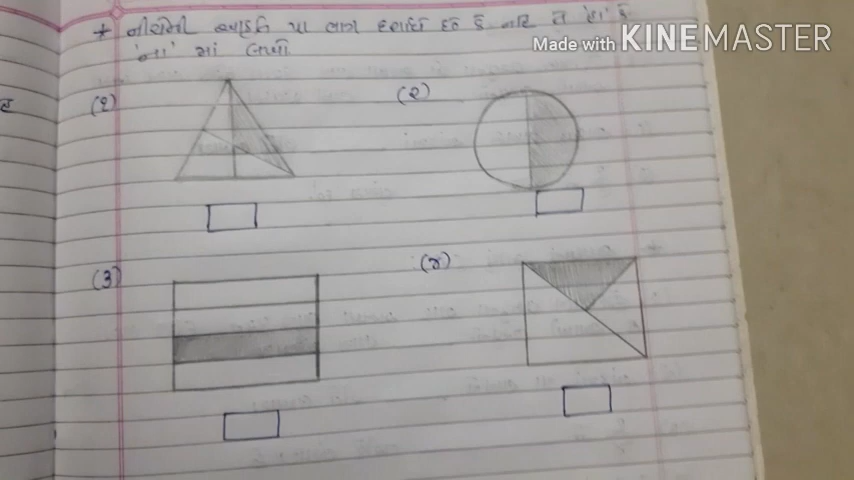 * નીચેની આકૃતિ પા ભાગ દર્શાવે છે કે નહિ તે 'હા' કે
'ના' માં લખો
Made with KINEMASTER
(૧)
(૨)
(૩)
(૪)